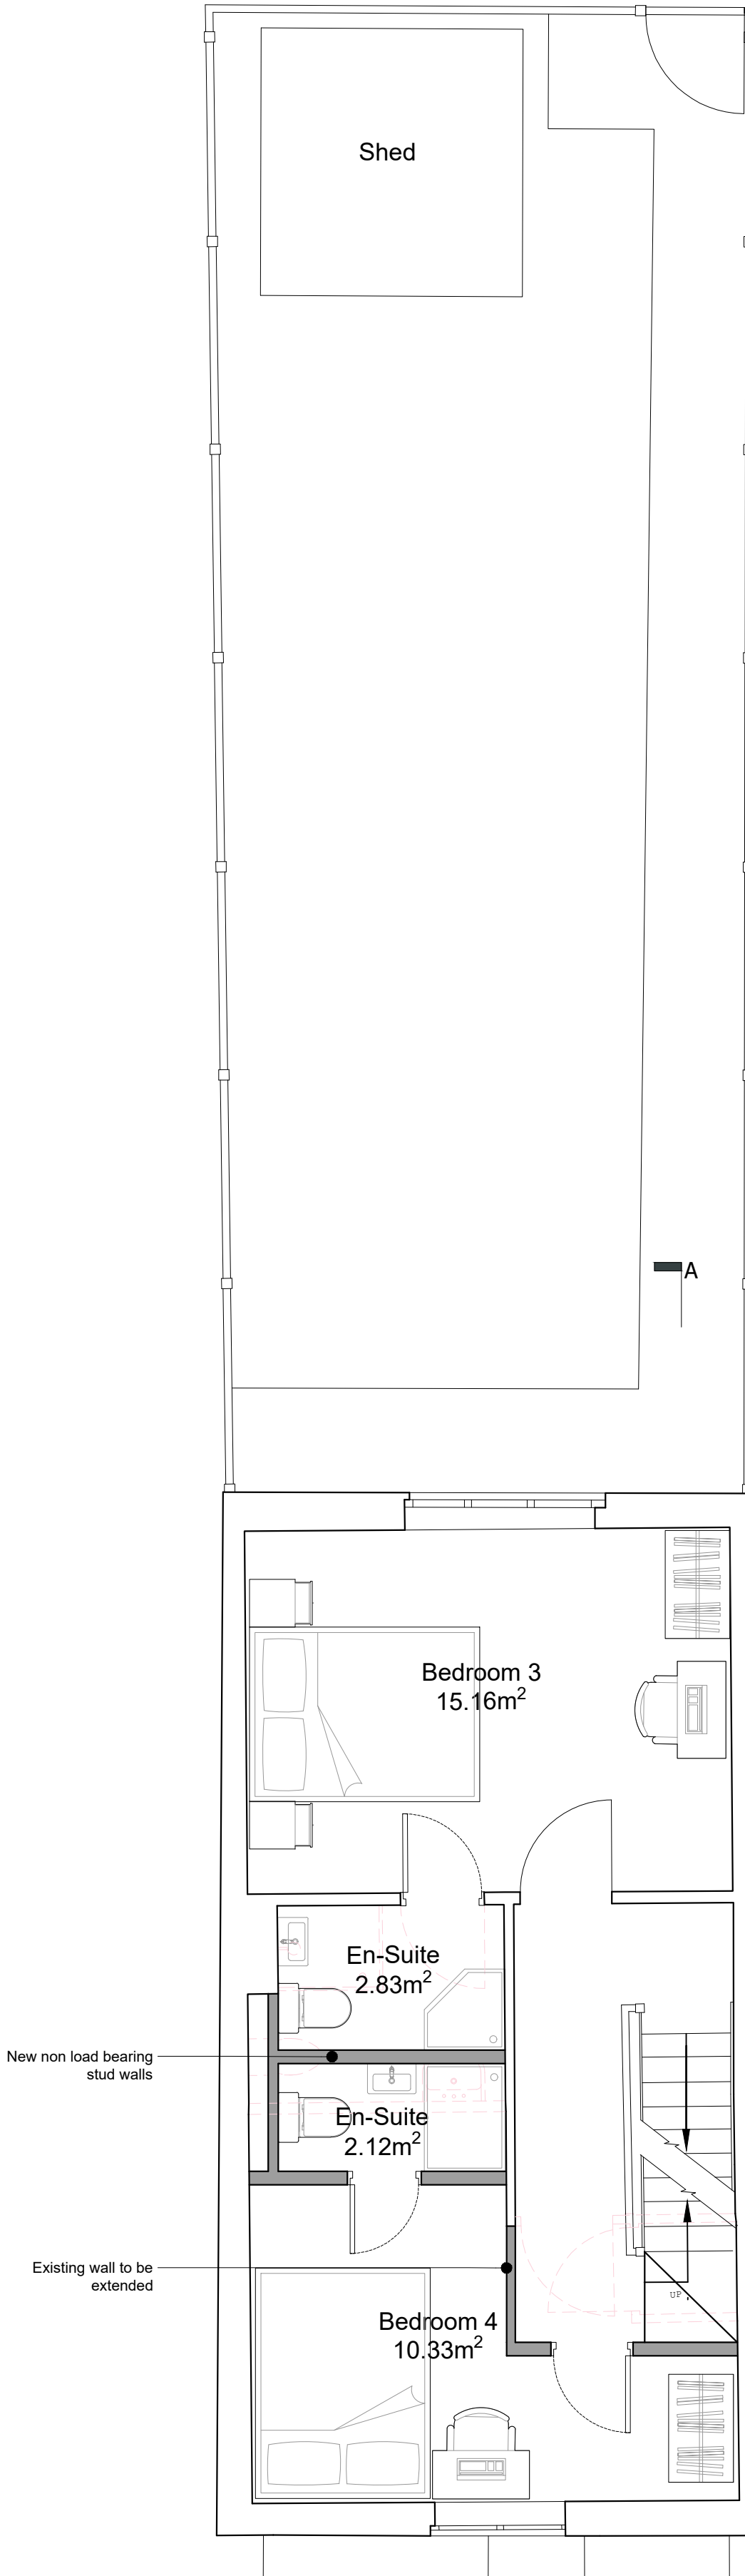 Shed
A
Bedroom 3
15.16m²
En-Suite
2.83m²
New non load bearing
stud walls
En-Suite
2.12m²
Existing wall to be
extended
UP
Bedroom 4
10.33m²